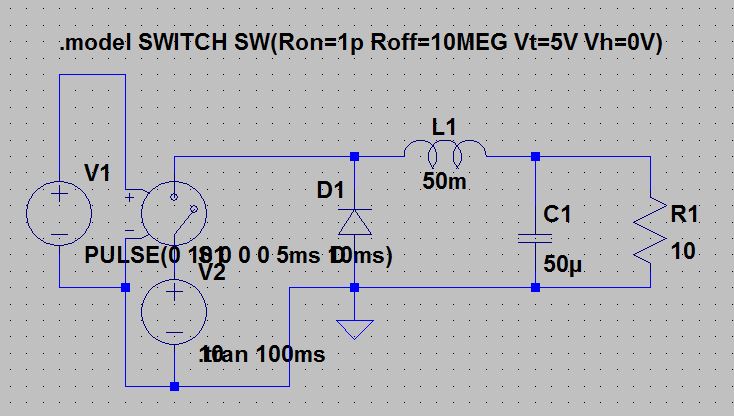 .model SWITCH SW(Ron=1p Roff=10MEG Vt=5V Vh=0V)
L1
V1
50m
D1
C1
R1
PULSE(0 10 0 0 0 5ms 10ms)
S1
D
10
V2
50µ
10
.tran 100ms